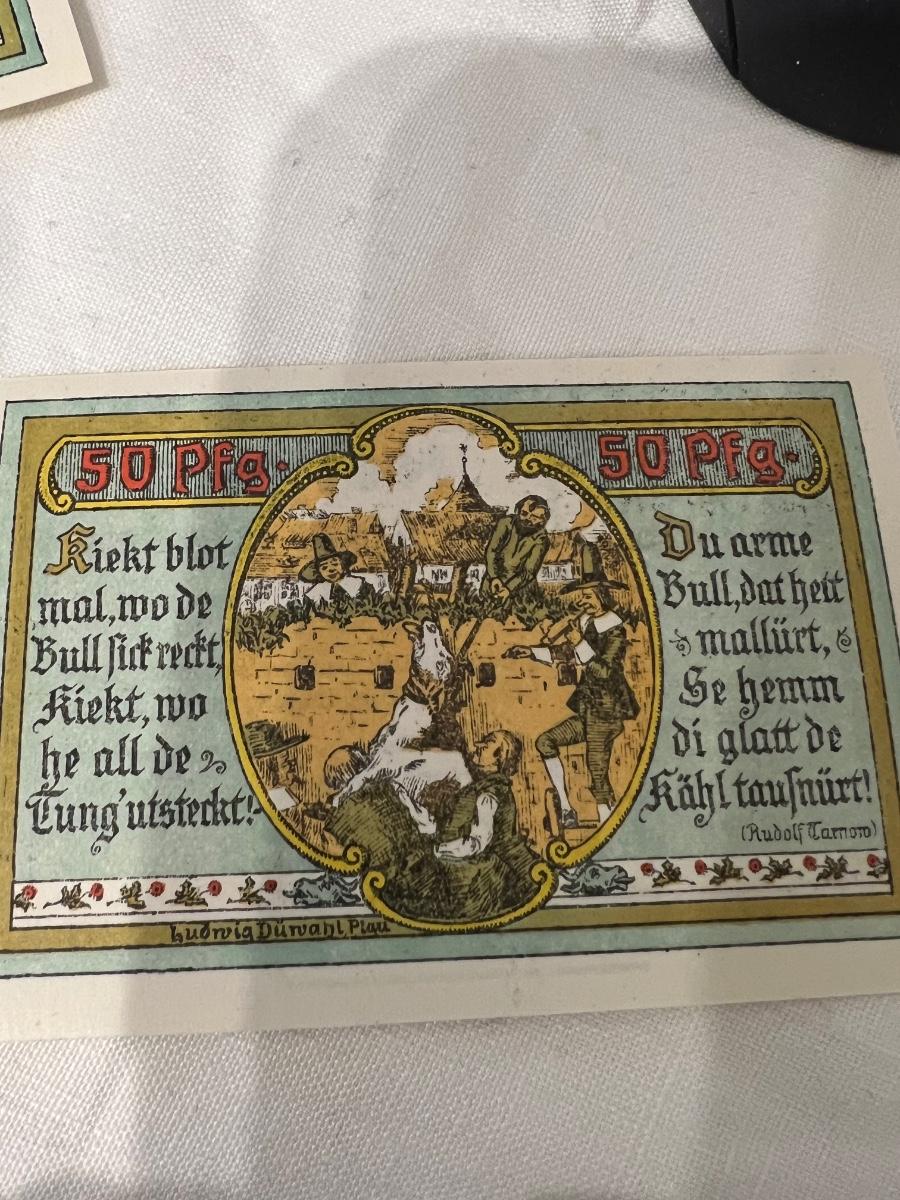 50 Pfg.
50 Pfg.
Kiekt blot
mal, wo de
Bull sick reckt,
Kiekt, wo
he all de
Tung' utsteckt!
Du arme
Bull, dat hett
mallürt,
Se hemm
di glatt de
Kähl tausnürt!
(Rudolf Tarnow)
Ludwig Düwahl, Plau